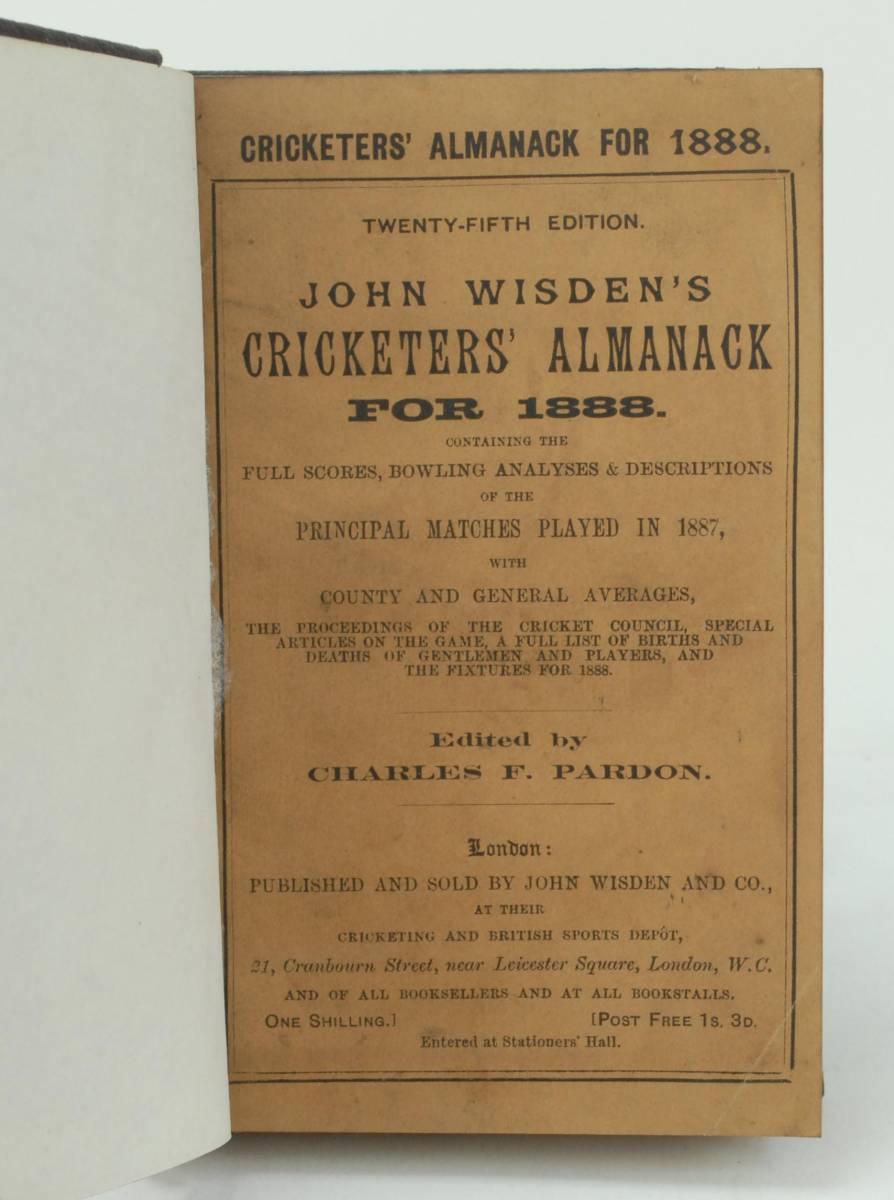 CRICKETERS' ALMANACK FOR 1888.
TWENTY-FIFTH EDITION.
JOHN WISDEN'S
CRICKETERS' ALMANACK
FOR 1888.
CONTAINING THE
FULL SCORES, BOWLING ANALYSES & DESCRIPTIONS
OF THE
PRINCIPAL MATCHES PLAYED IN 1887,
WITH
COUNTY AND GENERAL AVERAGES,
THE PROCEEDINGS OF THE CRICKET COUNCIL, SPECIAL
ARTICLES ON THE GAME, A FULL LIST OF BIRTHS AND
DEATHS OF GENTLEMEN AND PLAYERS, AND
THE FIXTURES FOR 1888.
Edited by
CHARLES F. PARDON.
London:
PUBLISHED AND SOLD BY JOHN WISDEN AND CO.,
AT THEIR
CRICKETING AND BRITISH SPORTS DEPÔT,
21, Cranbourn Street, near Leicester Square, London, W.C.
AND OF ALL BOOKSELLERS AND AT ALL BOOKSTALLS.
ONE SHILLING.] [POST FREE 1S. 3D.
Entered at Stationers' Hall.